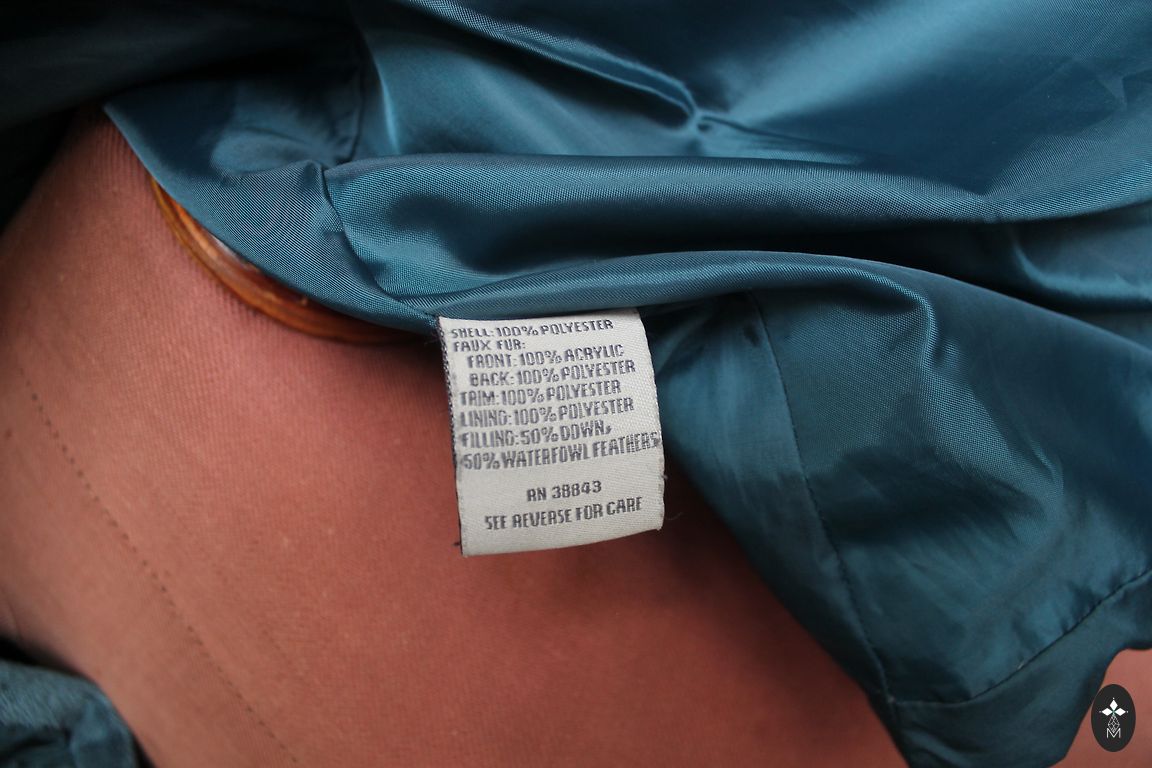 SHELL:100% POLYESTER
FAUX FUR:
FRONT:100% ACRYLIC
BACK:100% POLYESTER
TRIM:100% POLYESTER
LINING:100% POLYESTER
FILLING:50% DOWN,
50% WATERFOWL FEATHERS
RN 38843
SEE REVERSE FOR CARE
M